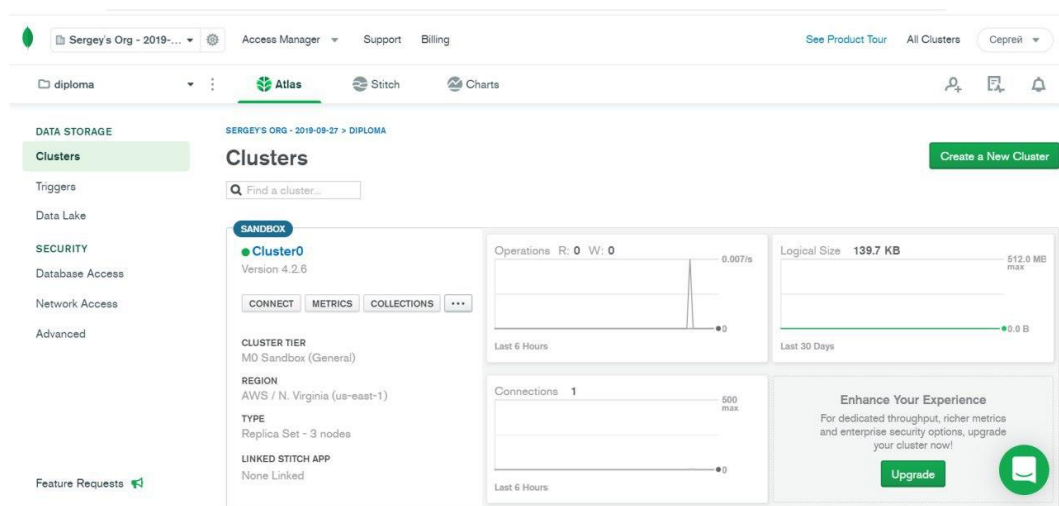 Sergey's Org - 2019-...
Access Manager
Support
Billing
See Product Tour
All Clusters
Сергей
diploma
Atlas
Stitch
Charts
DATA STORAGE
Clusters
Triggers
Data Lake
SECURITY
Database Access
Network Access
Advanced
Feature Requests
SERGEY'S ORG - 2019-09-27 > DIPLOMA
Clusters
Create a New Cluster
Find a cluster...
SANDBOX
Cluster0
Version 4.2.6
CONNECT METRICS COLLECTIONS ...
CLUSTER TIER
M0 Sandbox (General)
REGION
AWS / N. Virginia (us-east-1)
TYPE
Replica Set - 3 nodes
LINKED STITCH APP
None Linked
Operations R: 0 W: 0
0.007/s
0
Last 6 Hours
Logical Size 139.7 KB
512.0 MB
max
0.0 B
Last 30 Days
Connections 1
500
max
0
Last 6 Hours
Enhance Your Experience
For dedicated throughput, richer metrics
and enterprise security options, upgrade
your cluster now!
Upgrade